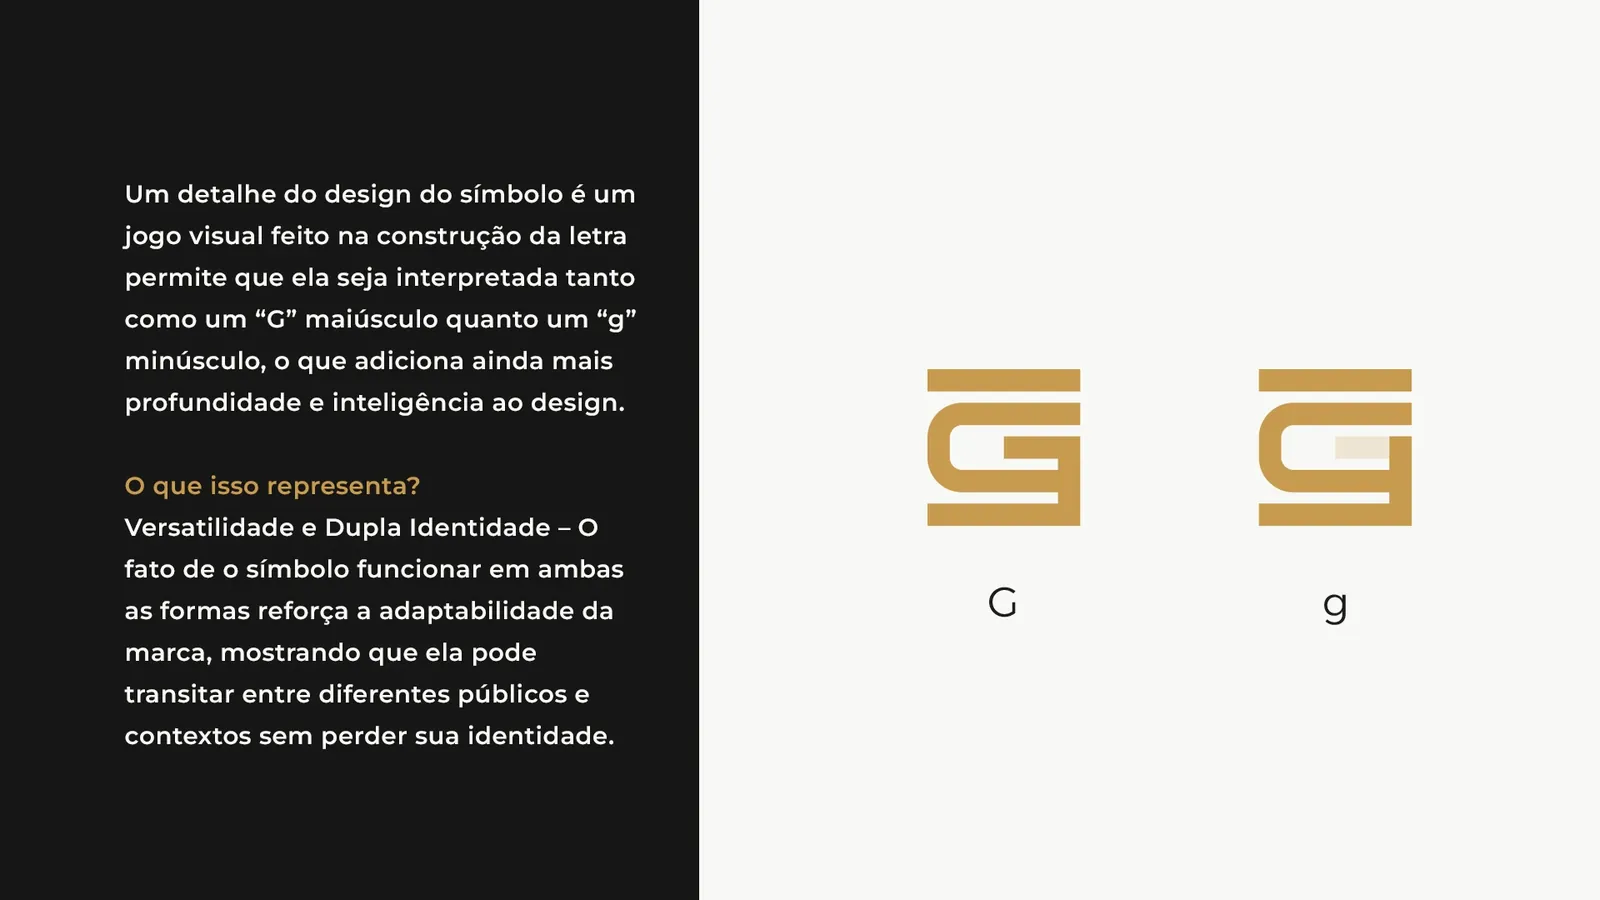 Um detalhe do design do símbolo é um
jogo visual feito na construção da letra
permite que ela seja interpretada tanto
como um “G” maiúsculo quanto um “g”
minúsculo, o que adiciona ainda mais
profundidade e inteligência ao design.
O que isso representa?
Versatilidade e Dupla Identidade – O
fato de o símbolo funcionar em ambas
as formas reforça a adaptabilidade da
marca, mostrando que ela pode
transitar entre diferentes públicos e
contextos sem perder sua identidade.
G
g